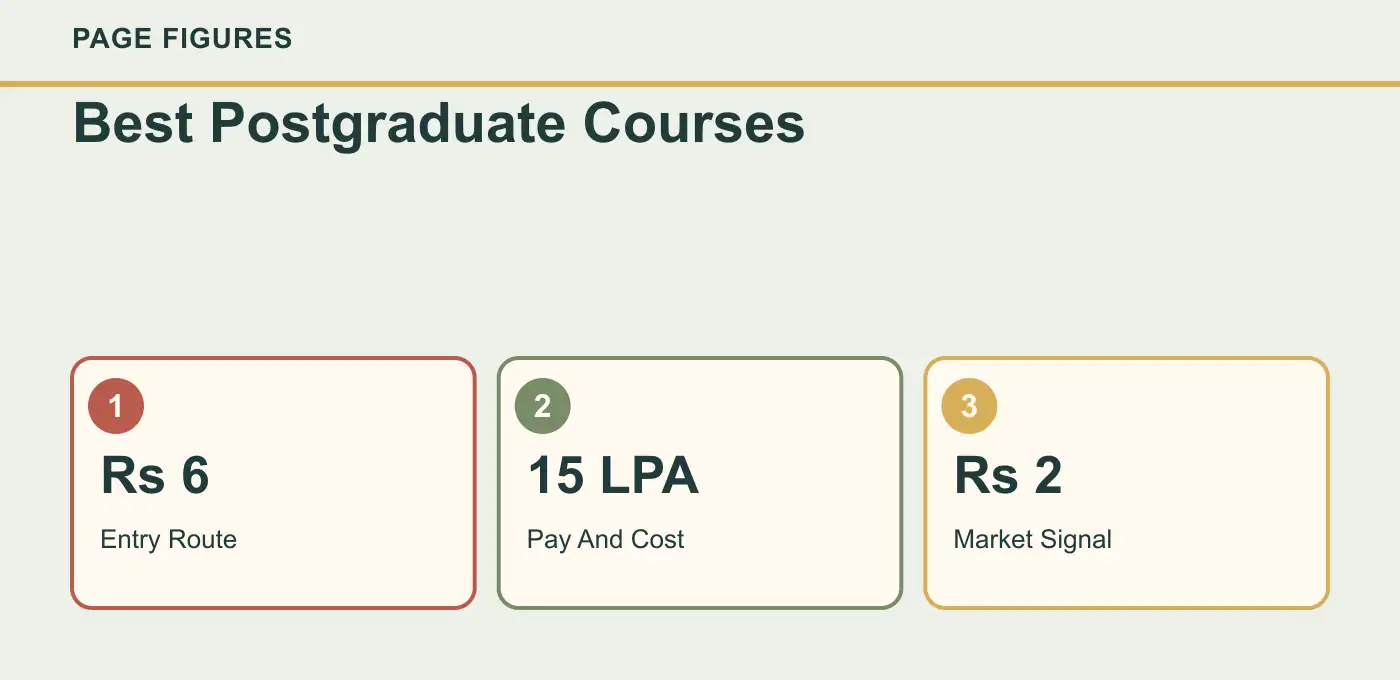 PAGE FIGURES
Best Postgraduate Courses
1
Rs 6
Entry Route
2
15 LPA
Pay And Cost
3
Rs 2
Market Signal